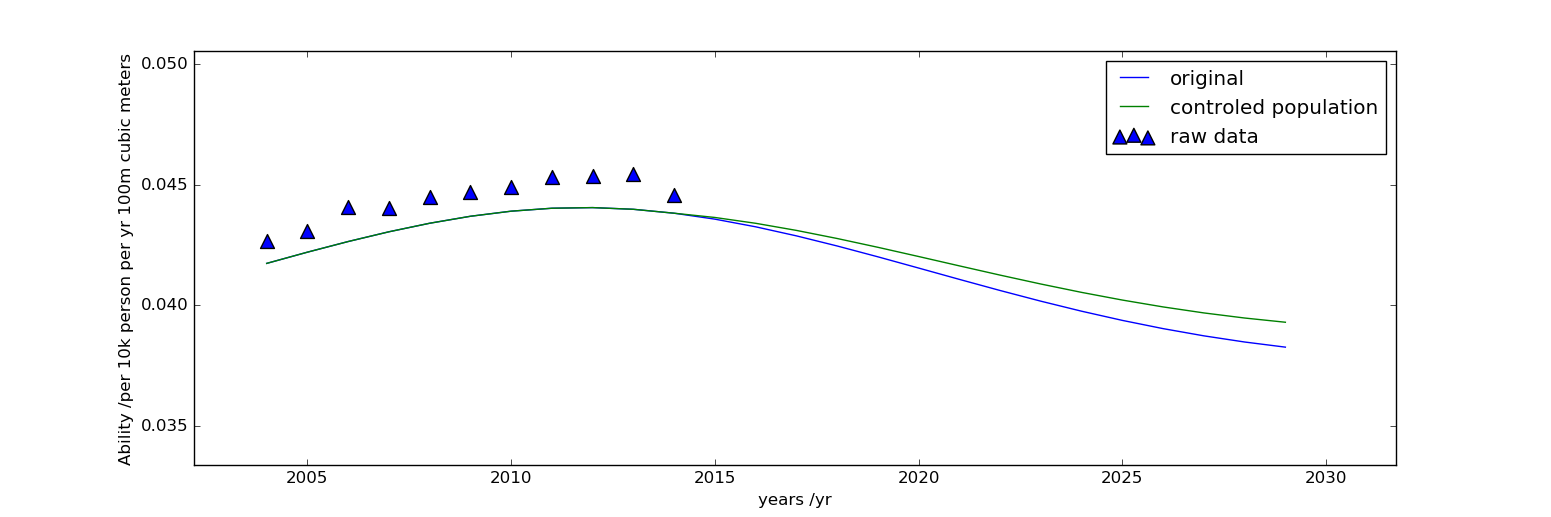 Ability /per 10k person per yr 100m cubic meters
0.050
0.045
0.040
0.035
original
controled population
raw data
2005
2010
2015
2020
2025
2030
years /yr